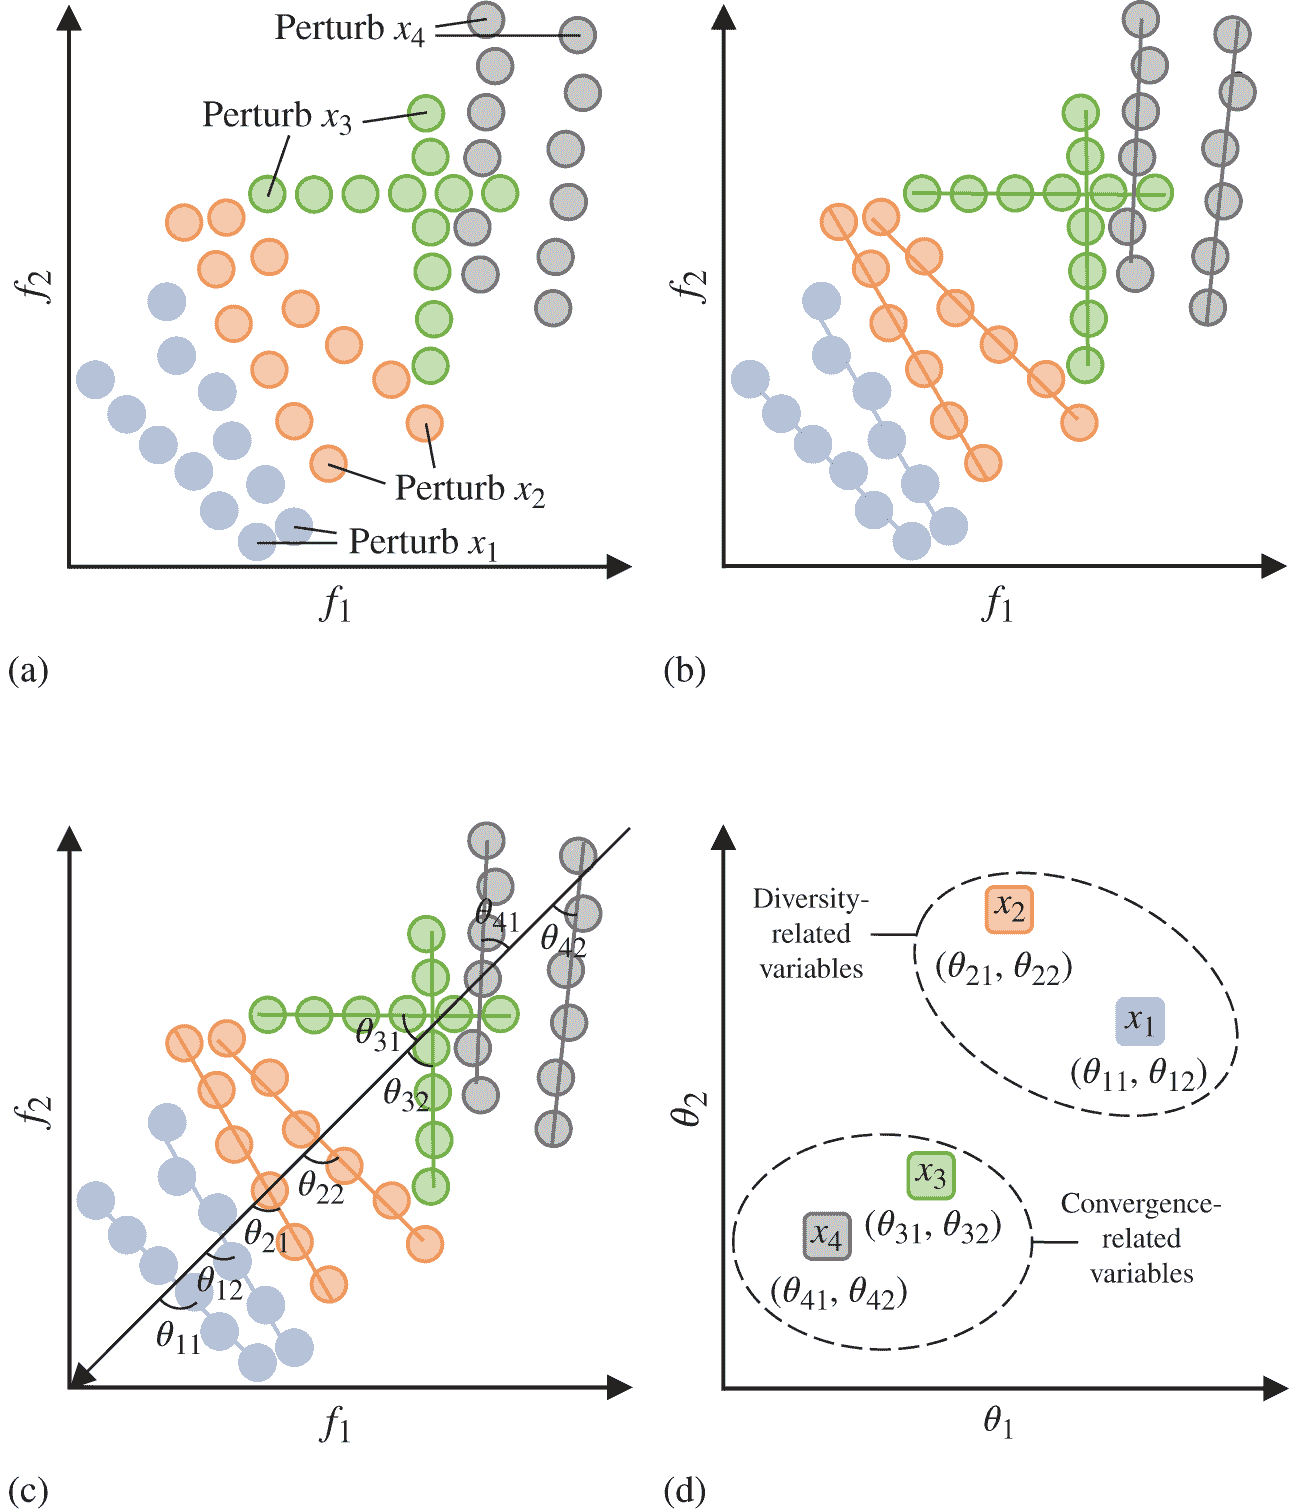 Perturb x4
Perturb x3
f2
Perturb x2
Perturb x1
f1
(a)
f2
f1
(b)
θ41
θ42
θ31
θ32
f2
θ22
θ21
θ12
θ11
f1
(c)
Diversity-
related
variables
x2
(θ21, θ22)
x1
(θ11, θ12)
θ2
x3
(θ31, θ32)
x4
(θ41, θ42)
Convergence-
related
variables
θ1
(d)